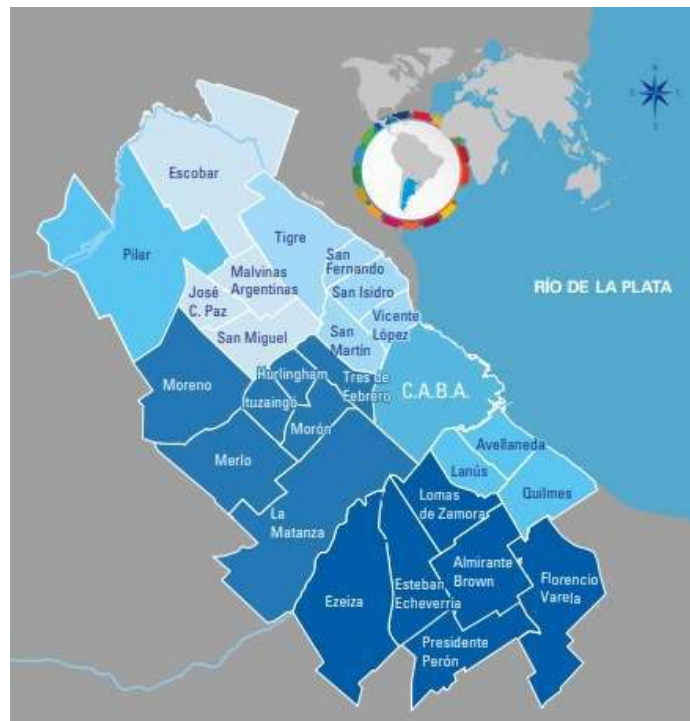 Escobar
Pilar
Tigre
San
Fernando
Malvinas
Argentinas
José
C. Paz
San Isidro
RÍO DE LA PLATA
Vicente
López
San Miguel
San
Martín
Hurlingham
Tres de
Febrero
Moreno
Ituzaingó
C.A.B.A.
Morón
Merlo
Avellaneda
Lanús
Quilmes
Lomas
de Zamora
La
Matanza
Almirante
Brown
Florencio
Varela
Esteban
Echeverría
Ezeiza
Presidente
Perón